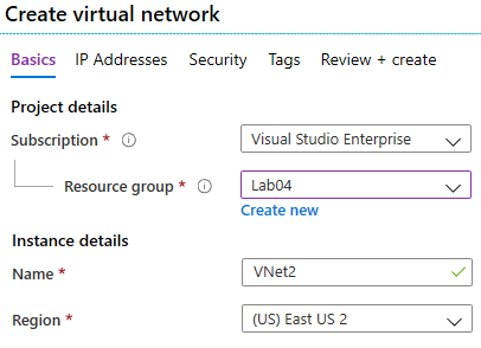 Create virtual network
Basics IP Addresses Security Tags Review + create
Project details
Subscription * Visual Studio Enterprise
Resource group * Lab04
Create new
Instance details
Name * VNet2
Region * (US) East US 2